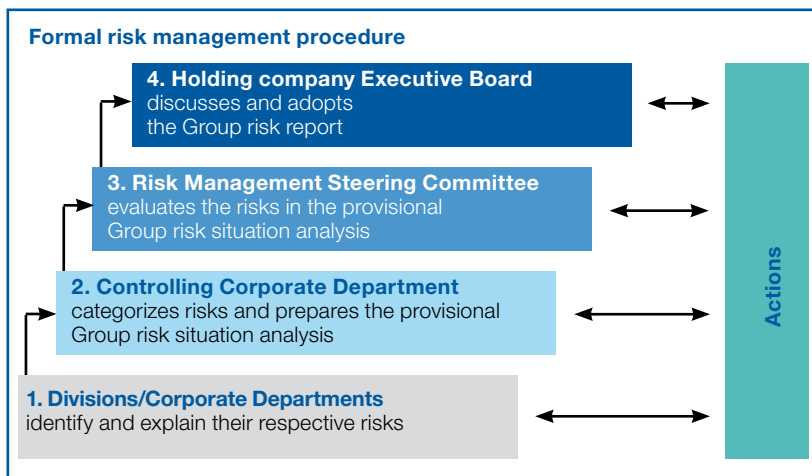 Formal risk management procedure
4. Holding company Executive Board
discusses and adopts
the Group risk report
3. Risk Management Steering Committee
evaluates the risks in the provisional
Group risk situation analysis
2. Controlling Corporate Department
categorizes risks and prepares the provisional
Group risk situation analysis
1. Divisions/Corporate Departments
identify and explain their respective risks
Actions